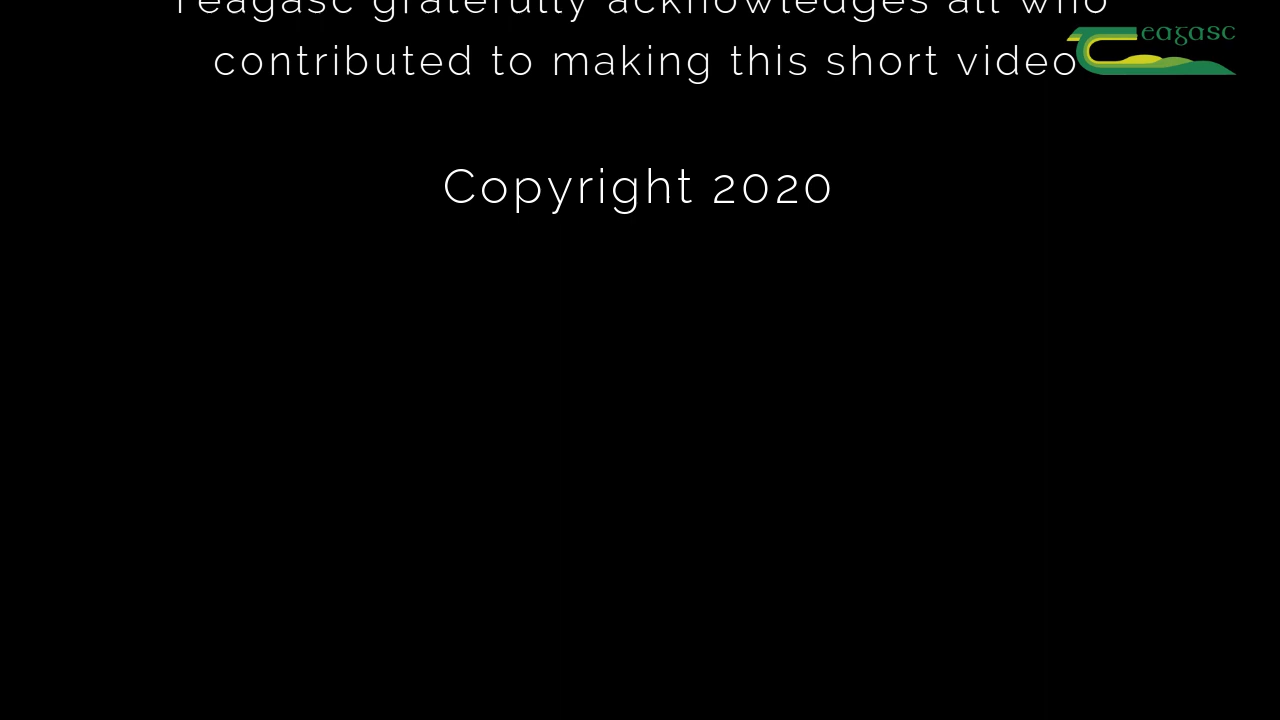 Teagasc gratefully acknowledges all who
contributed to making this short video
Teagasc
Copyright 2020